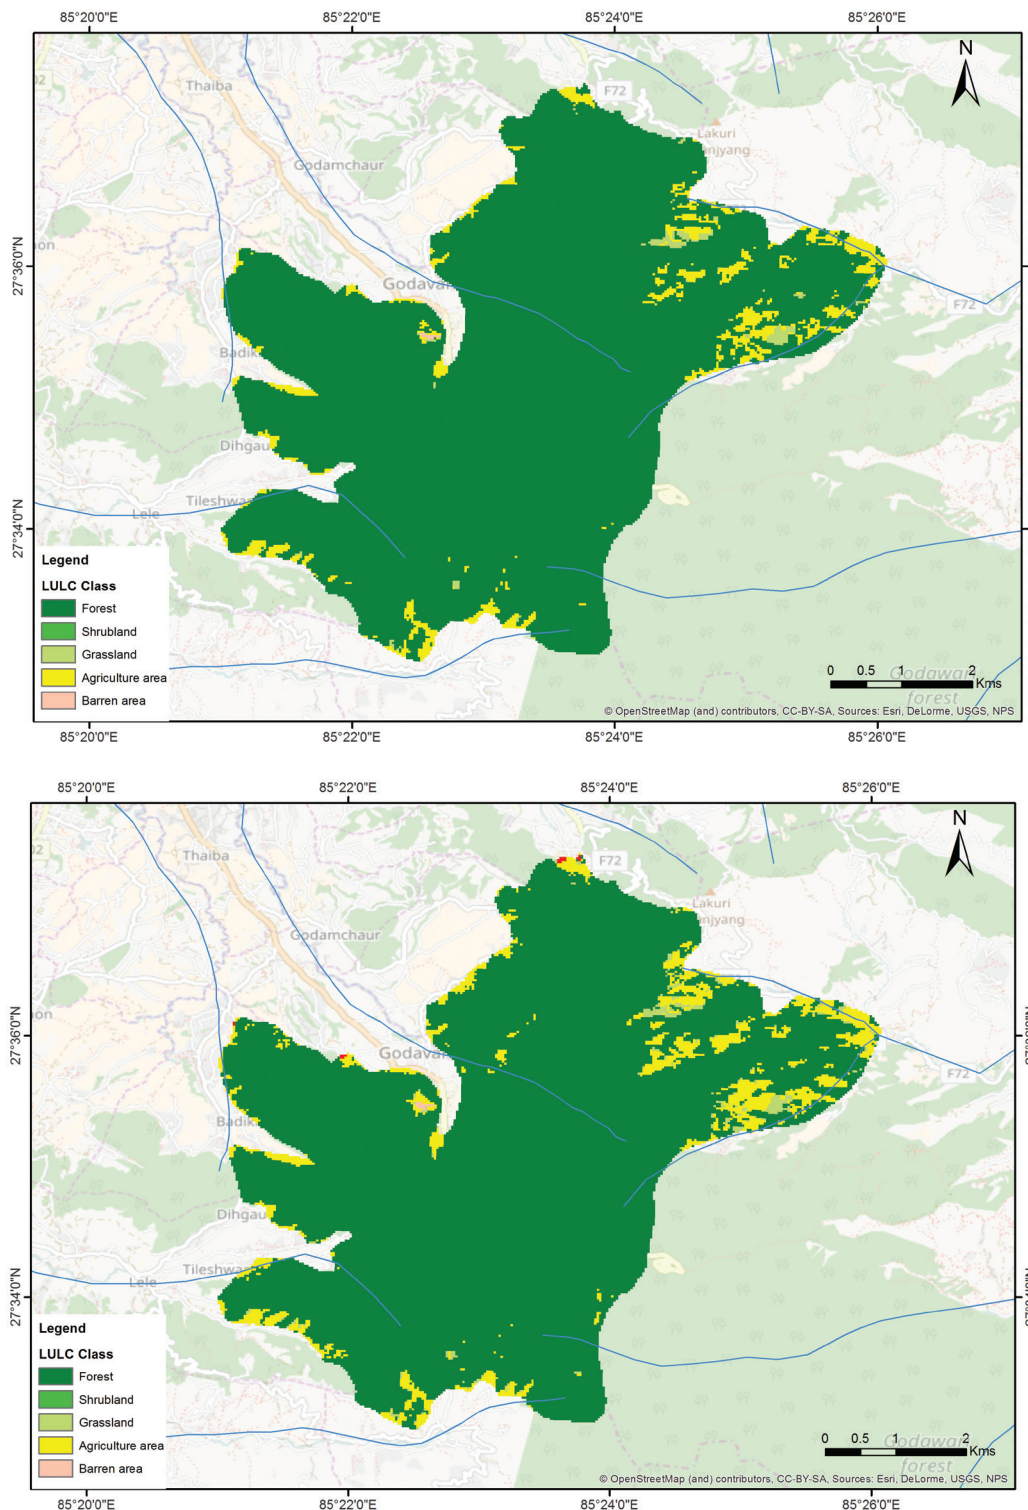 85°20'0"E 85°22'0"E 85°24'0"E 85°26'0"E
N
F72
Thaiba
Lakuri
Godamchaur
27°36'0"N
F72
Badik
Dihgau
Tileshwa
Lele
27°34'0"N
Legend
LULC Class
Forest
Shrubland
Grassland
Agriculture area
Barren area
0 0.5 1 2
Kms
Godawari
forest
© OpenStreetMap (and) contributors, CC-BY-SA, Sources: Esri, DeLorme, USGS, NPS
85°20'0"E 85°22'0"E 85°24'0"E 85°26'0"E
85°20'0"E 85°22'0"E 85°24'0"E 85°26'0"E
N
F72
Thaiba
Lakuri
Godamchaur
27°36'0"N
F72
Badik
Dihgau
Tileshwa
Lele
27°34'0"N
Legend
LULC Class
Forest
Shrubland
Grassland
Agriculture area
Barren area
0 0.5 1 2
Kms
Godawari
forest
© OpenStreetMap (and) contributors, CC-BY-SA, Sources: Esri, DeLorme, USGS, NPS
85°20'0"E 85°22'0"E 85°24'0"E 85°26'0"E